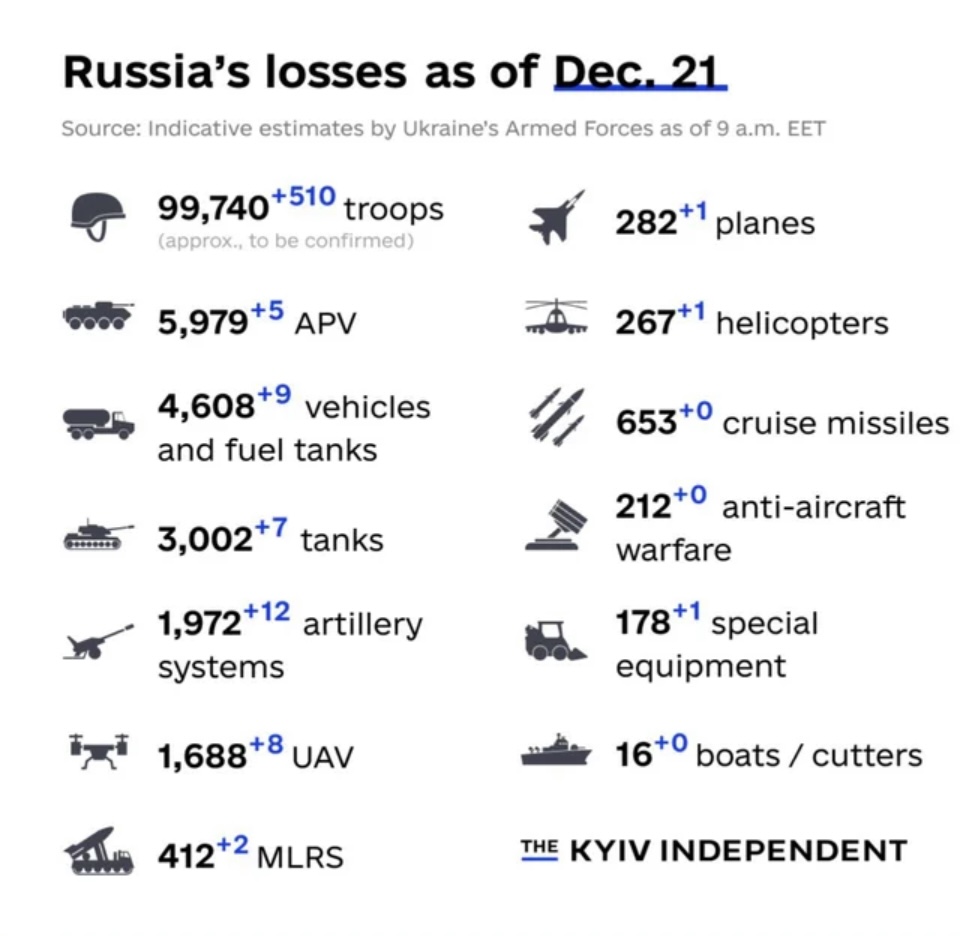 Russia’s losses as of Dec. 21
Source: Indicative estimates by Ukraine’s Armed Forces as of 9 a.m. EET
99,740+510 troops
(approx., to be confirmed)
5,979+5 APV
4,608+9 vehicles
and fuel tanks
3,002+7 tanks
1,972+12 artillery
systems
1,688+8 UAV
412+2 MLRS
282+1 planes
267+1 helicopters
653+0 cruise missiles
212+0 anti-aircraft
warfare
178+1 special
equipment
16+0 boats / cutters
THE KYIV INDEPENDENT